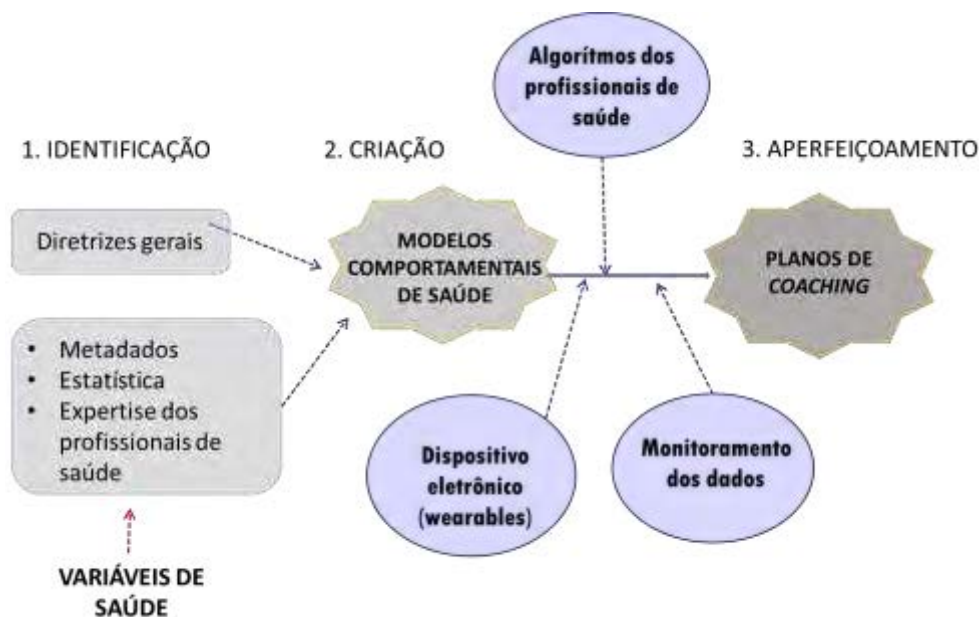 Algorítmos dos
profissionais de
saúde
1. IDENTIFICAÇÃO
2. CRIAÇÃO
3. APERFEIÇOAMENTO
Diretrizes gerais
MODELOS
COMPORTAMENTAIS
DE SAÚDE
PLANOS DE
COACHING
• Metadados
• Estatística
• Expertise dos
profissionais de
saúde
Dispositivo
eletrônico
(wearables)
Monitoramento
dos dados
VARIÁVEIS DE
SAÚDE